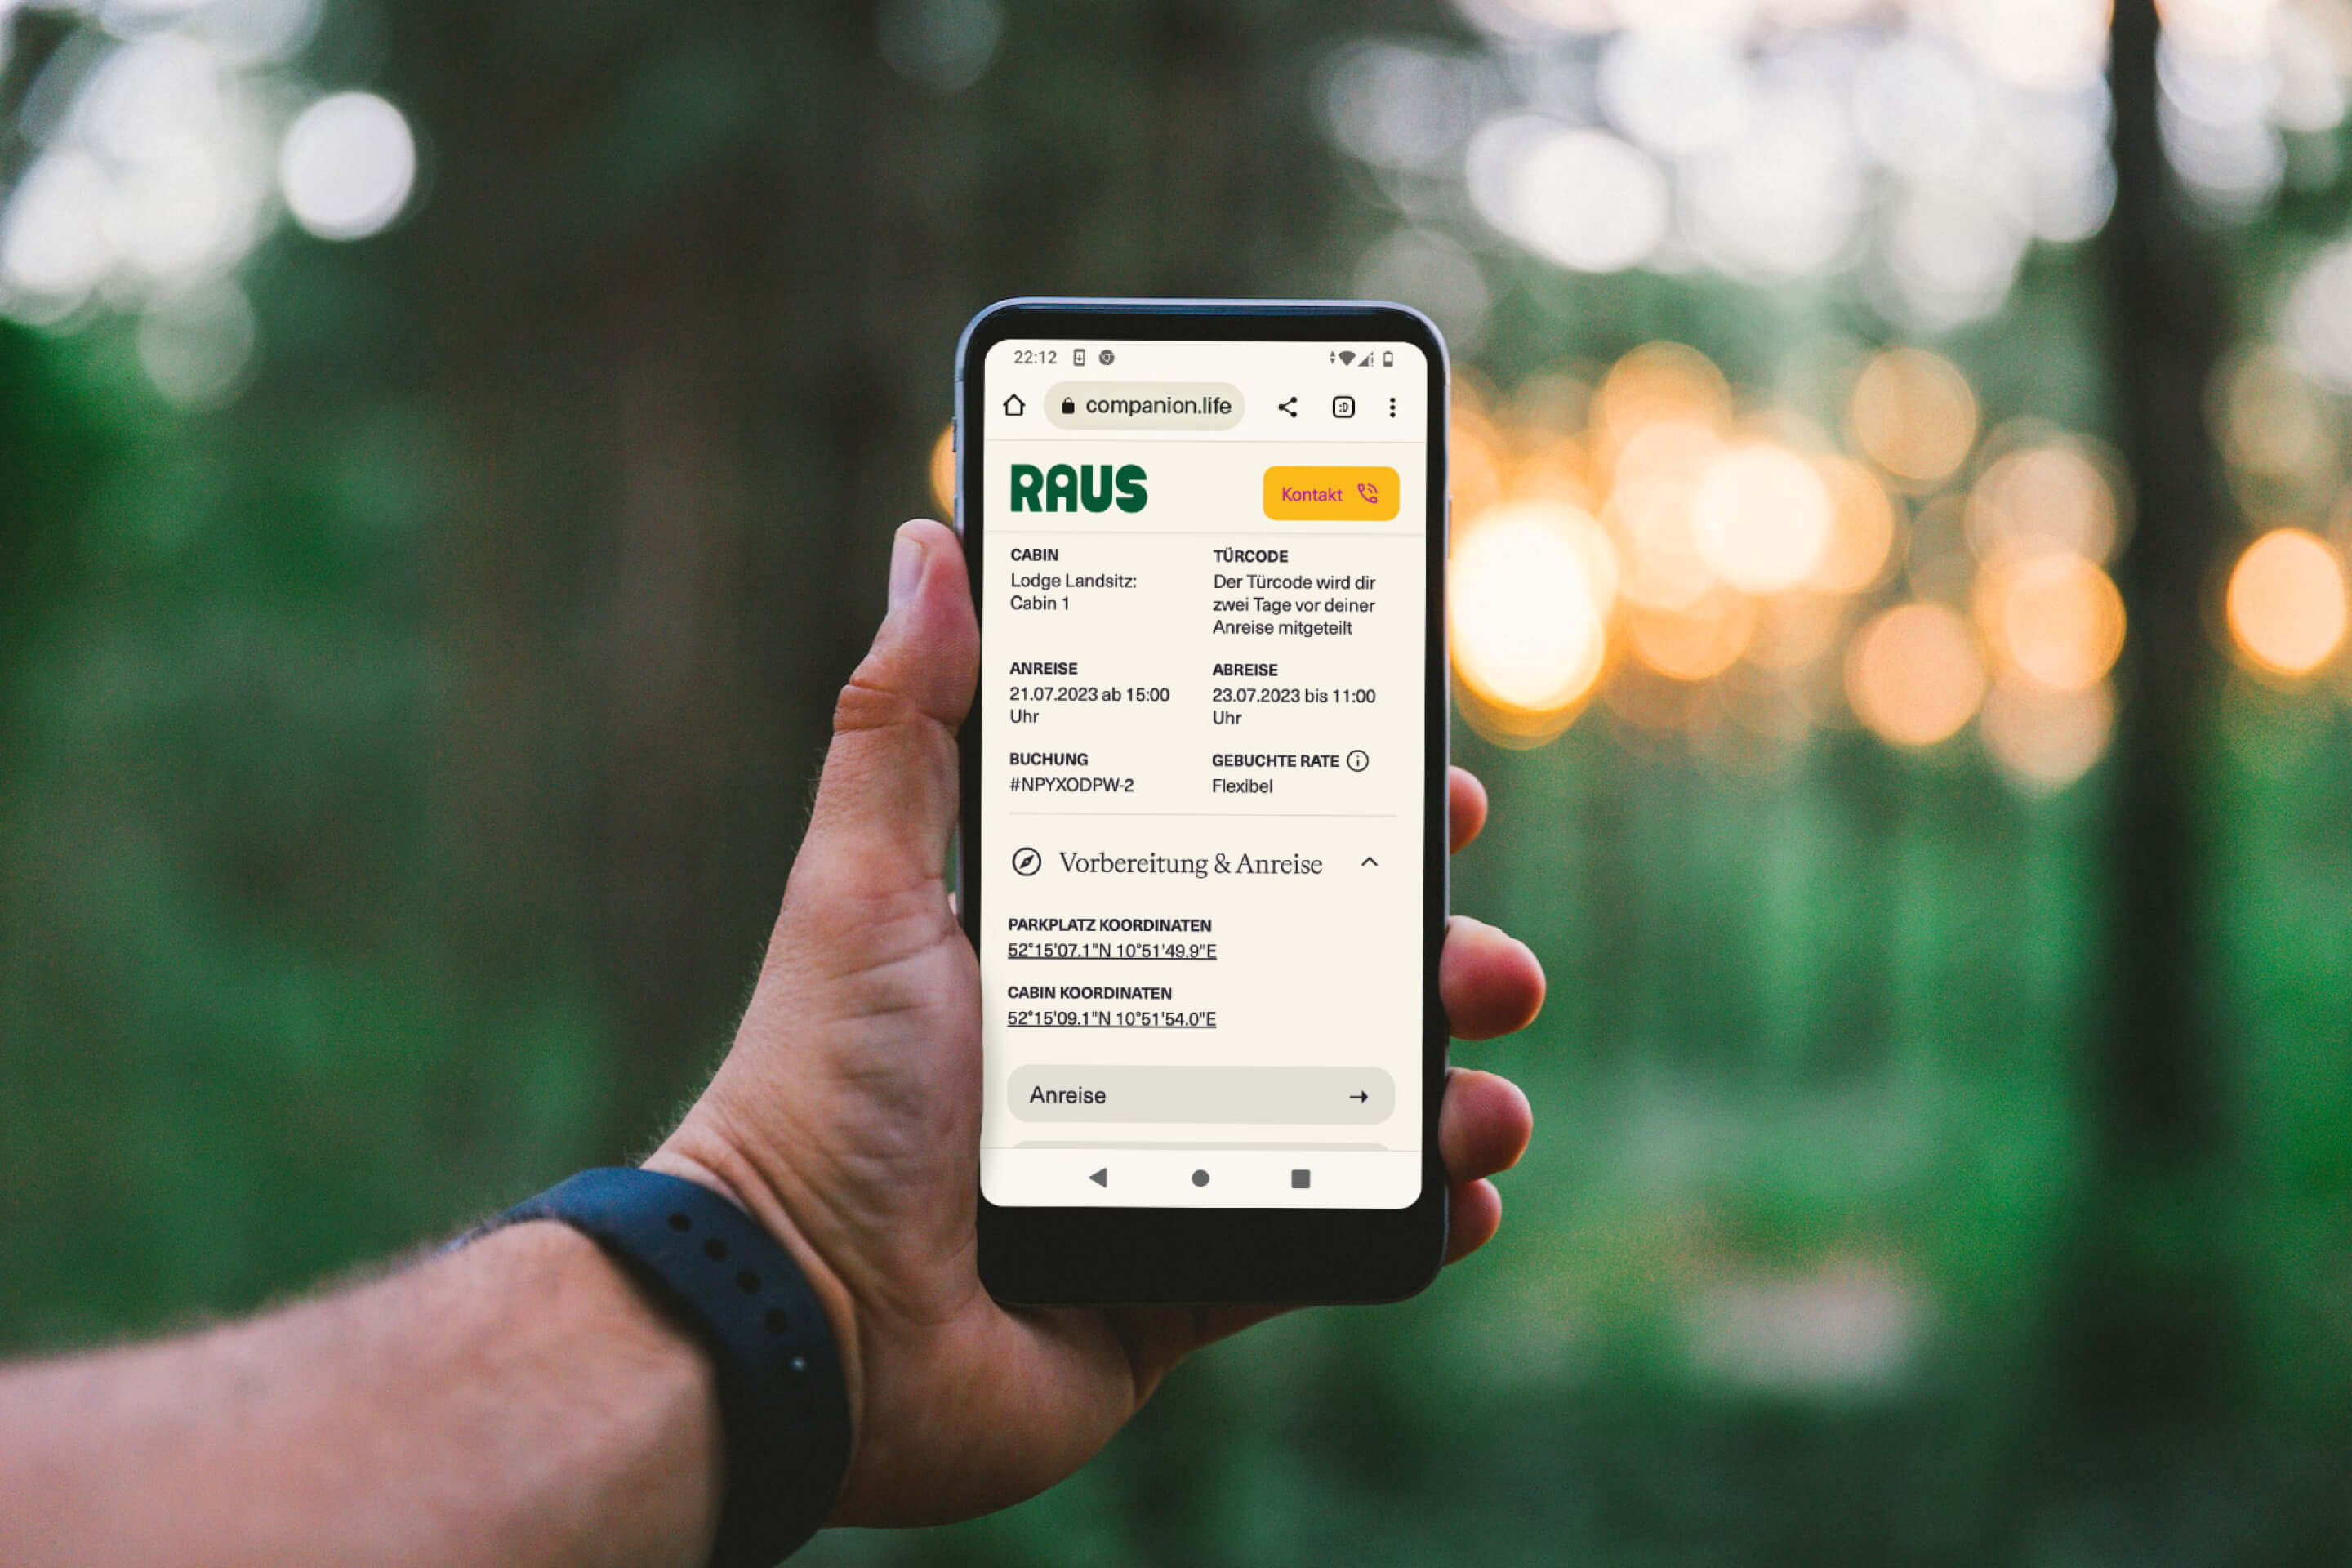 22:12
companion.life
:D
RAUS
Kontakt
CABIN
Lodge Landsitz:
Cabin 1
TÜRCODE
Der Türcode wird dir
zwei Tage vor deiner
Anreise mitgeteilt
ANREISE
21.07.2023 ab 15:00
Uhr
ABREISE
23.07.2023 bis 11:00
Uhr
BUCHUNG
#NPYXODPW-2
GEBUCHTE RATE
Flexibel
Vorbereitung & Anreise
PARKPLATZ KOORDINATEN
52°15'07.1"N 10°51'49.9"E
CABIN KOORDINATEN
52°15'09.1"N 10°51'54.0"E
Anreise